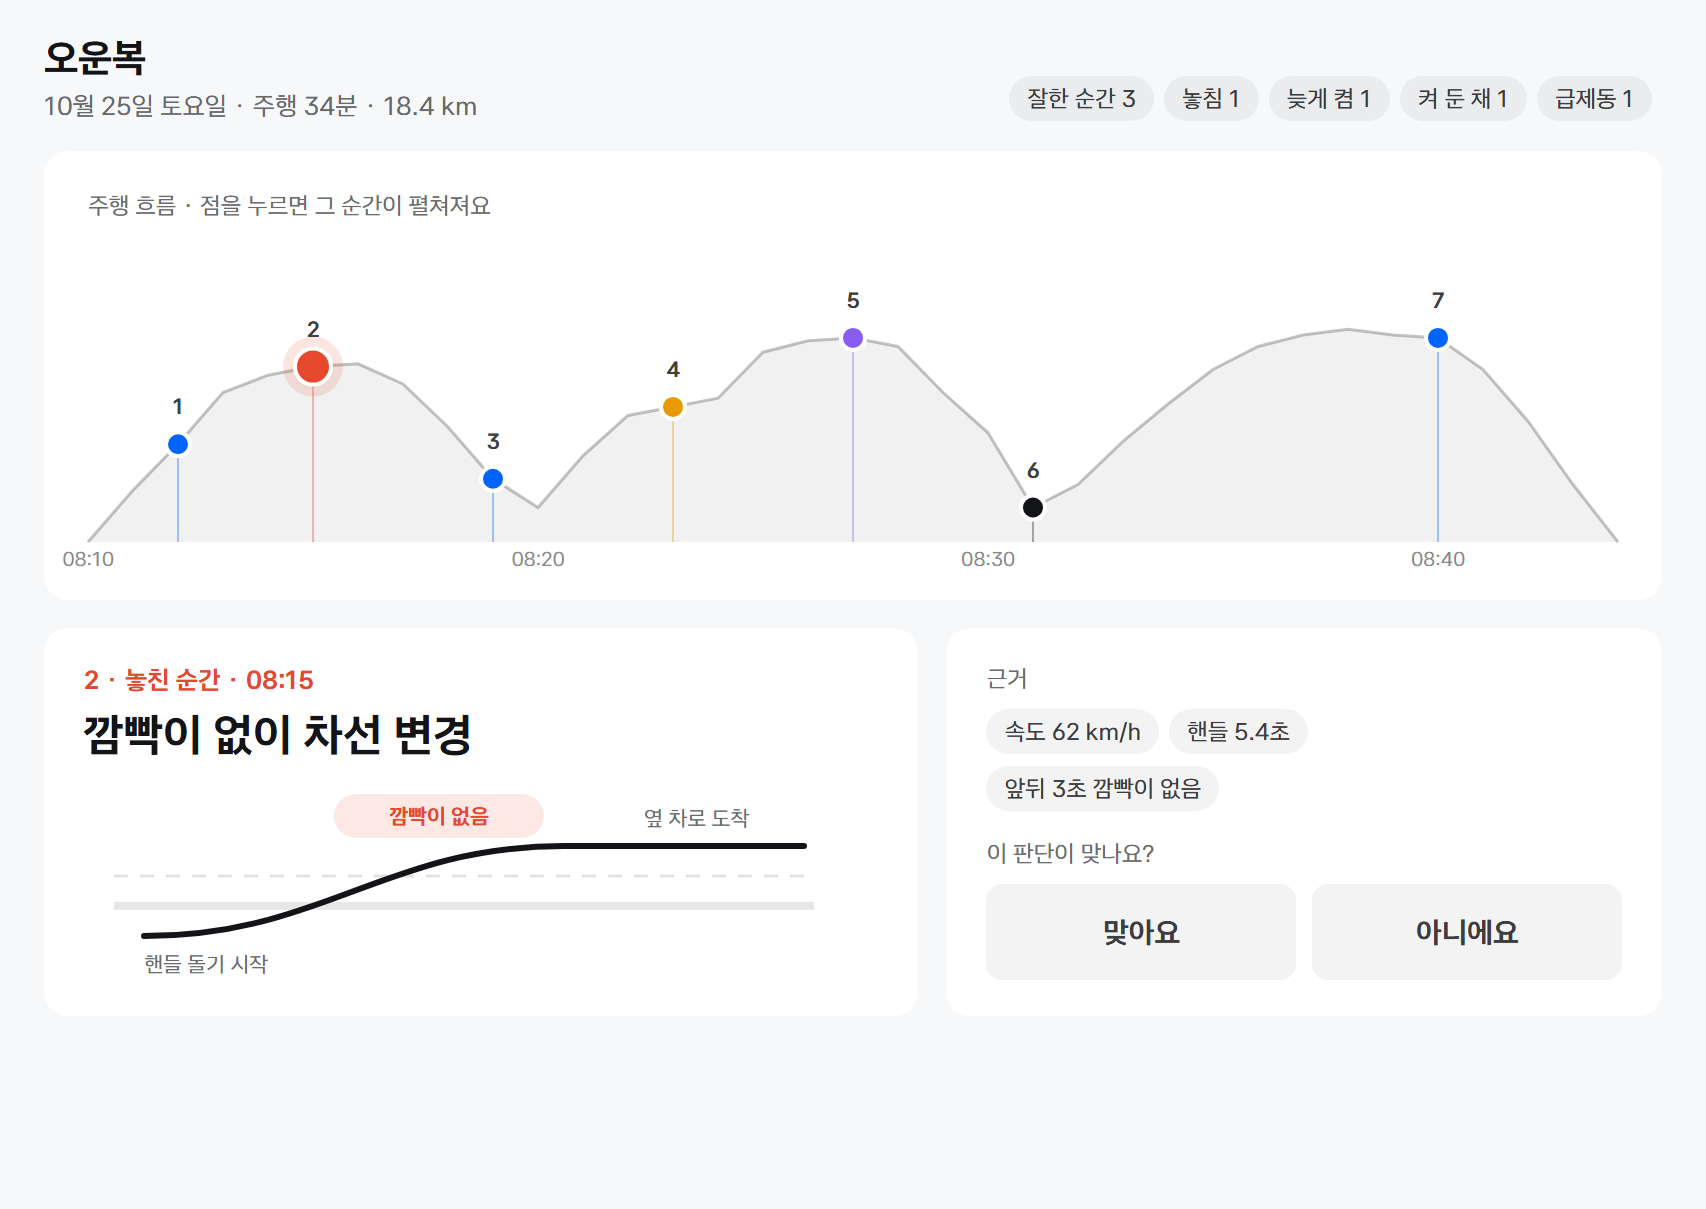 오운복
10월 25일 토요일 · 주행 34분 · 18.4 km
잘한 순간 3
놓침 1
늦게 켬 1
켜 둔 채 1
급제동 1
주행 흐름 · 점을 누르면 그 순간이 펼쳐져요
1
2
3
4
5
6
7
08:10
08:20
08:30
08:40
2 · 놓친 순간 · 08:15
깜빡이 없이 차선 변경
깜빡이 없음
옆 차로 도착
핸들 돌기 시작
근거
속도 62 km/h
핸들 5.4초
앞뒤 3초 깜빡이 없음
이 판단이 맞나요?
맞아요
아니에요